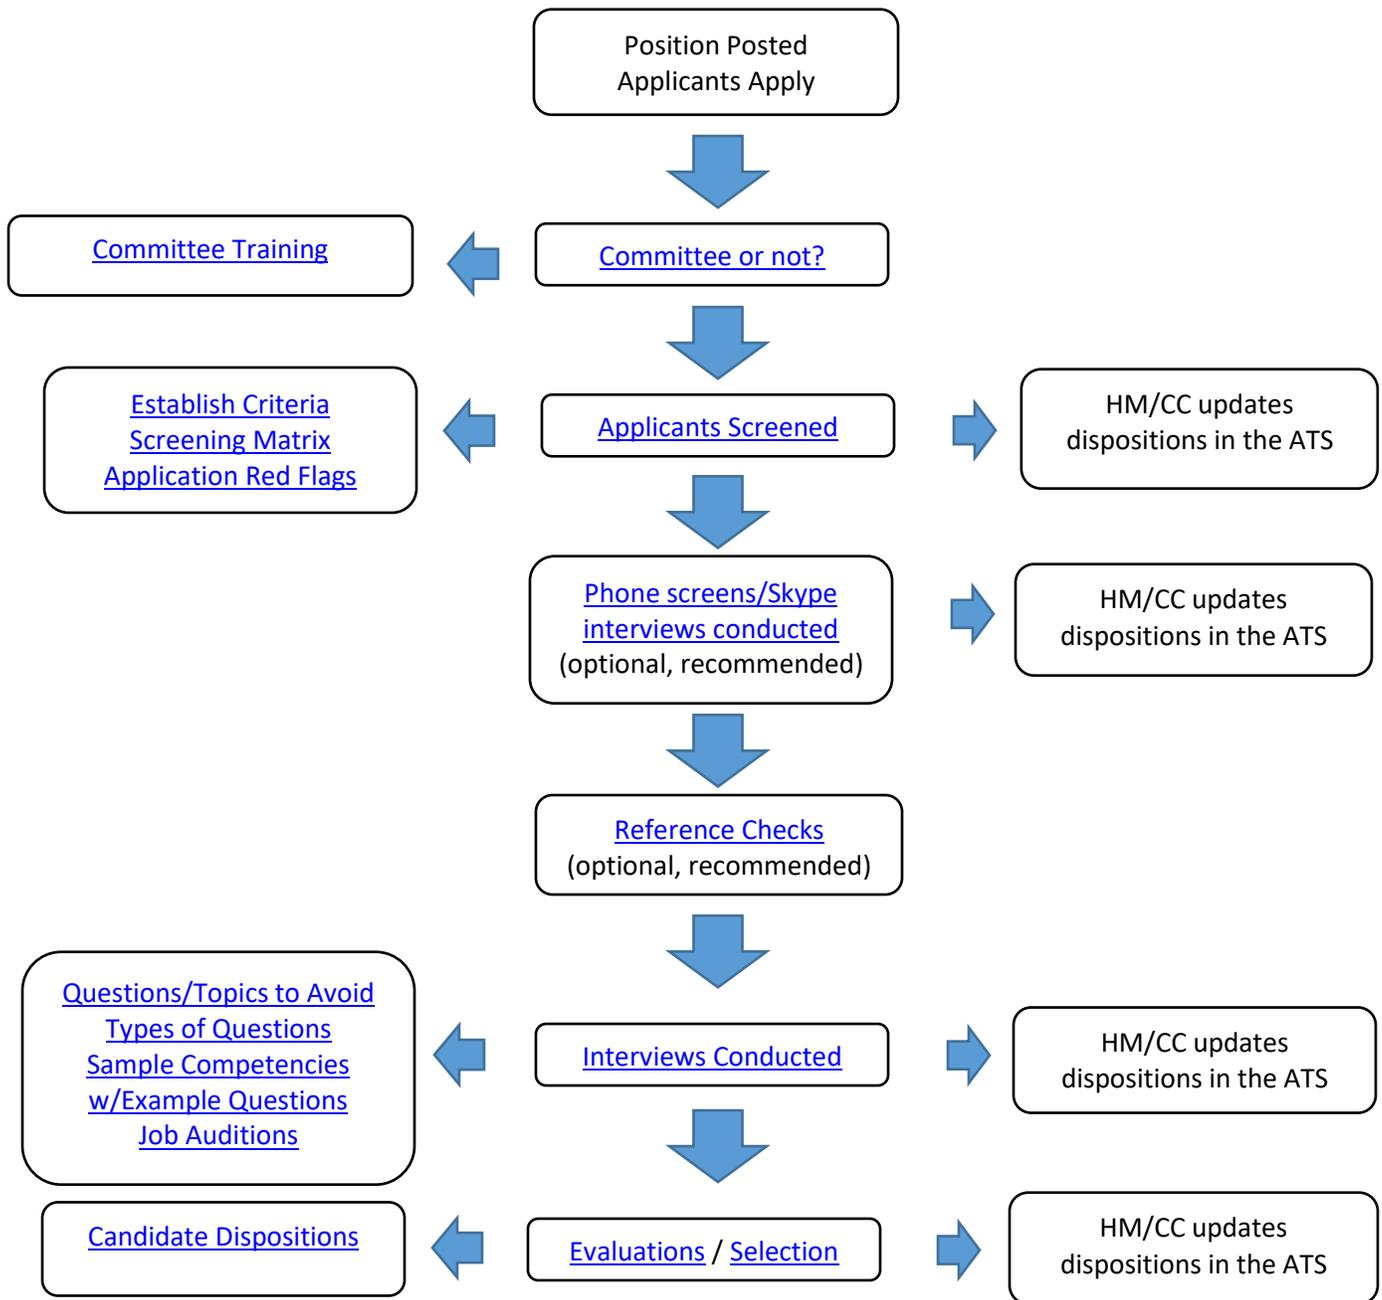 Position Posted
Applicants Apply
Committee Training
Committee or not?
Establish Criteria
Screening Matrix
Application Red Flags
Applicants Screened
HM/CC updates
dispositions in the ATS
Phone screens/Skype
interviews conducted
(optional, recommended)
HM/CC updates
dispositions in the ATS
Reference Checks
(optional, recommended)
Questions/Topics to Avoid
Types of Questions
Sample Competencies
w/Example Questions
Job Auditions
Interviews Conducted
HM/CC updates
dispositions in the ATS
Candidate Dispositions
Evaluations / Selection
HM/CC updates
dispositions in the ATS